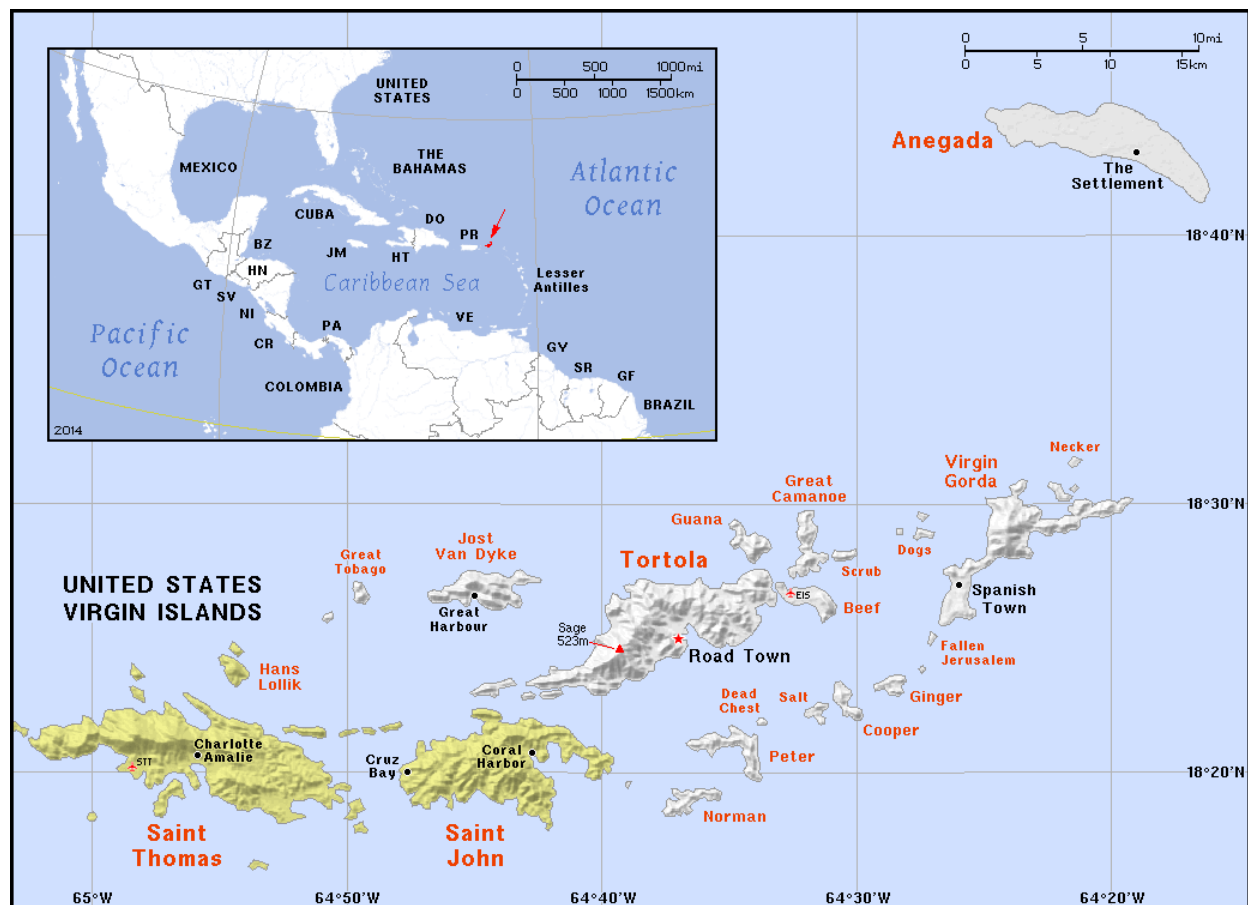 0 500 1000mi
0 500 1000 1500km
UNITED
STATES
MEXICO
THE
BAHAMAS
Atlantic
Ocean
CUBA
DO
PR
BZ
JM
HT
HN
GT
SV
Caribbean Sea
Lesser
Antilles
NI
PA
VE
CR
Pacific
Ocean
GY
SR
GF
COLOMBIA
BRAZIL
2014
0 5 10mi
0 5 10 15km
Anegada
The
Settlement
18°40'N
Necker
Virgin
Gorda
Great
Camanoe
18°30'N
Guana
Dogs
Jost
Van Dyke
Great
Tobago
Tortola
Scrub
UNITED STATES
VIRGIN ISLANDS
Great
Harbour
EIS
Beef
Spanish
Town
Sage
523m
Road Town
Fallen
Jerusalem
Hans
Lollik
Dead
Chest
Salt
Ginger
Cooper
Charlotte
Amalie
STT
Cruz
Bay
Coral
Harbor
Peter
18°20'N
Norman
Saint
Thomas
Saint
John
65°W
64°50'W
64°40'W
64°30'W
64°20'W